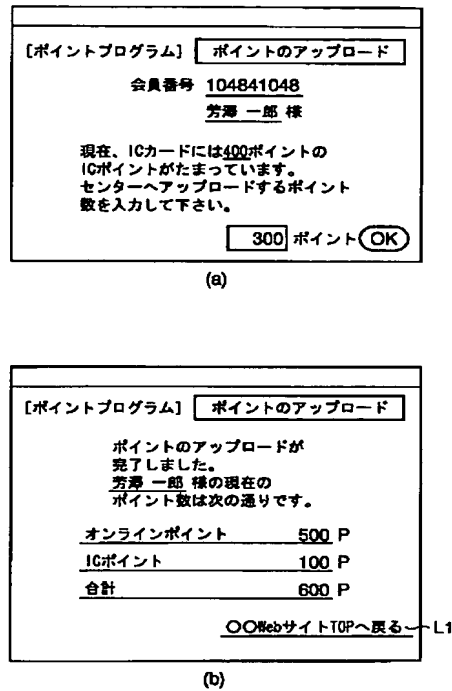 [ポイントプログラム] ポイントのアップロード
会員番号 104841048
芳澤 一郎 様
現在、ICカードには400ポイントの
ICポイントがたまっています。
センターへアップロードするポイント
数を入力して下さい。
300 ポイント OK
(a)
[ポイントプログラム] ポイントのアップロード
ポイントのアップロードが
完了しました。
芳澤 一郎 様の現在の
ポイント数は次の通りです。
オンラインポイント 500 P
ICポイント 100 P
合計 600 P
〇〇WebサイトTOPへ戻る L1
(b)